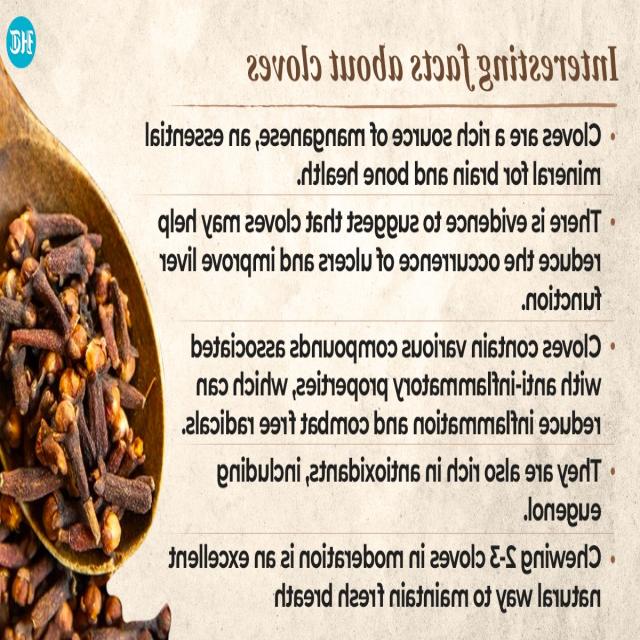 HT
Interesting facts about cloves
• Cloves are a rich source of manganese, an essential
mineral for brain and bone health.
• There is evidence to suggest that cloves may help
reduce the occurrence of ulcers and improve liver
function.
• Cloves contain various compounds associated
with anti-inflammatory properties, which can
reduce inflammation and combat free radicals.
• They are also rich in antioxidants, including
eugenol.
• Chewing 2-3 cloves in moderation is an excellent
natural way to maintain fresh breath